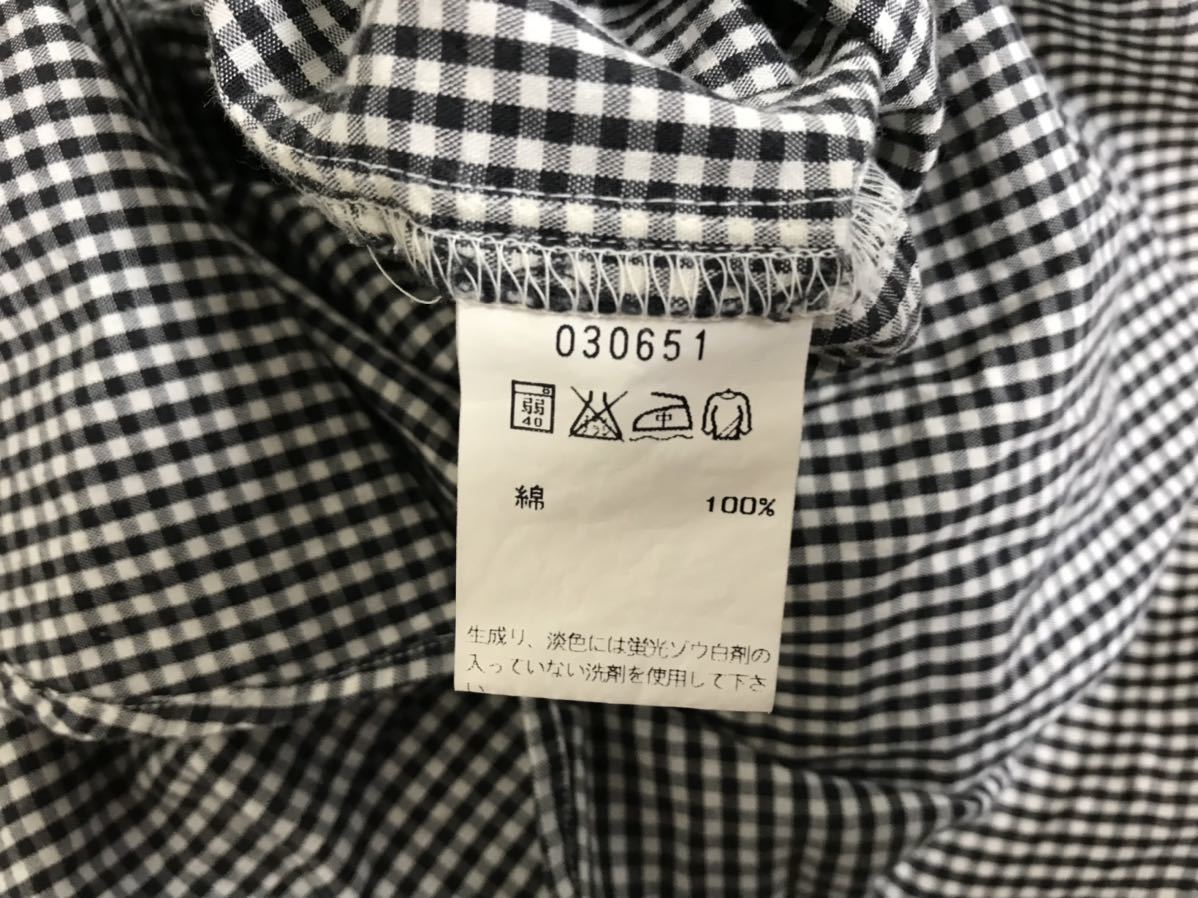 030651
弱
40
中
綿 100%
生成り、淡色には蛍光ゾウ白剤の
入っていない洗剤を使用して下さ
い